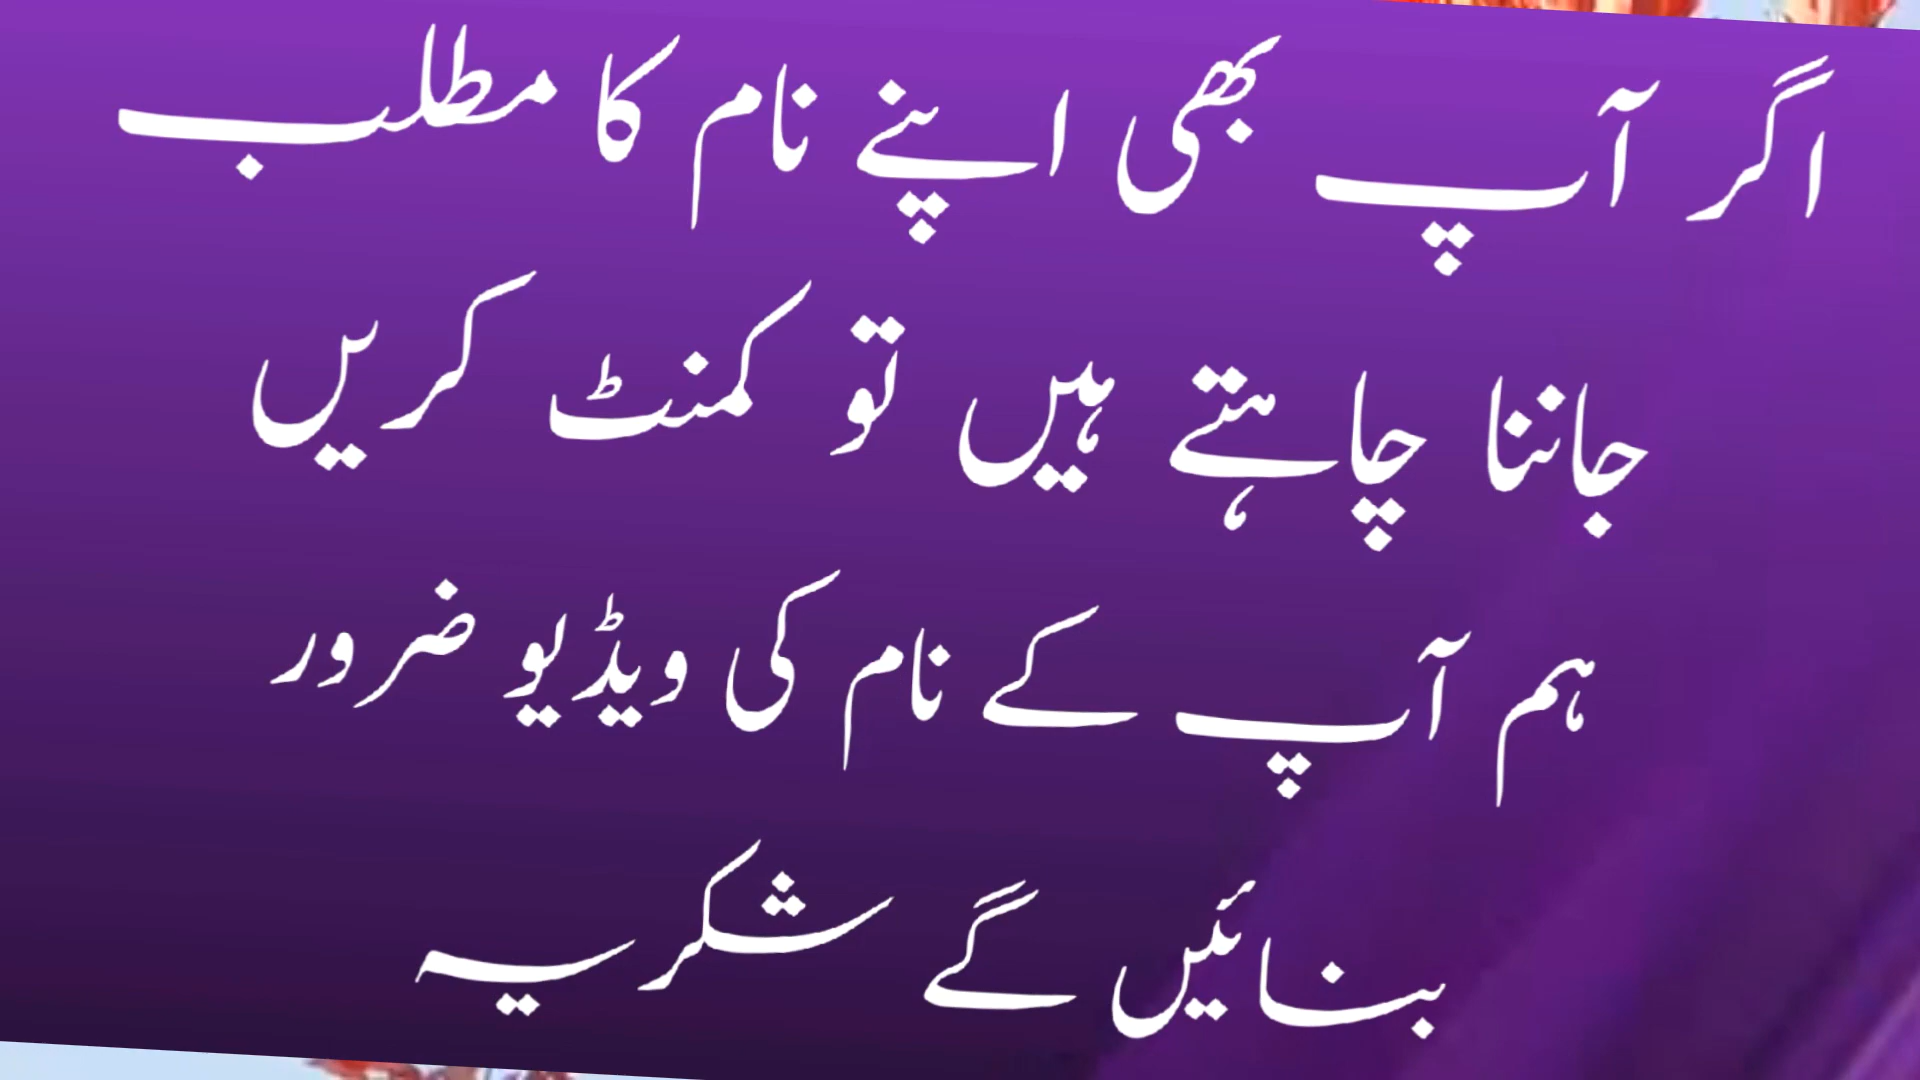 اگر آپ بھی اپنے نام کا مطلب
جاننا چاہتے ہیں تو کمنٹ کریں
ہم آپ کے نام کی ویڈیو ضرور
بنائیں گے شکریہ